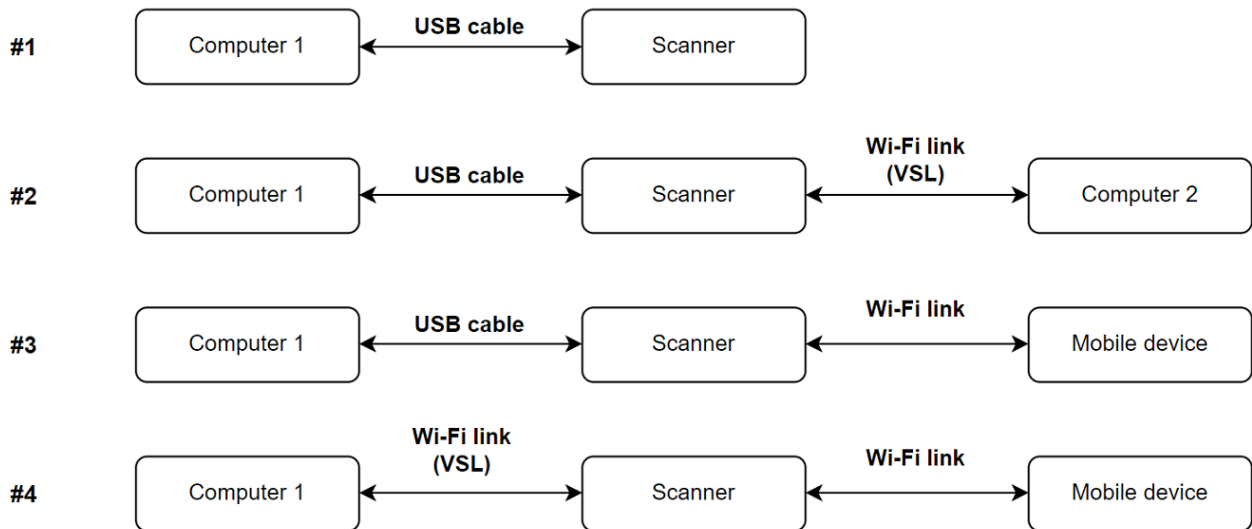 #1
Computer 1
USB cable
Scanner
#2
Computer 1
USB cable
Scanner
Wi-Fi link
(VSL)
Computer 2
#3
Computer 1
USB cable
Scanner
Wi-Fi link
Mobile device
#4
Computer 1
Wi-Fi link
(VSL)
Scanner
Wi-Fi link
Mobile device